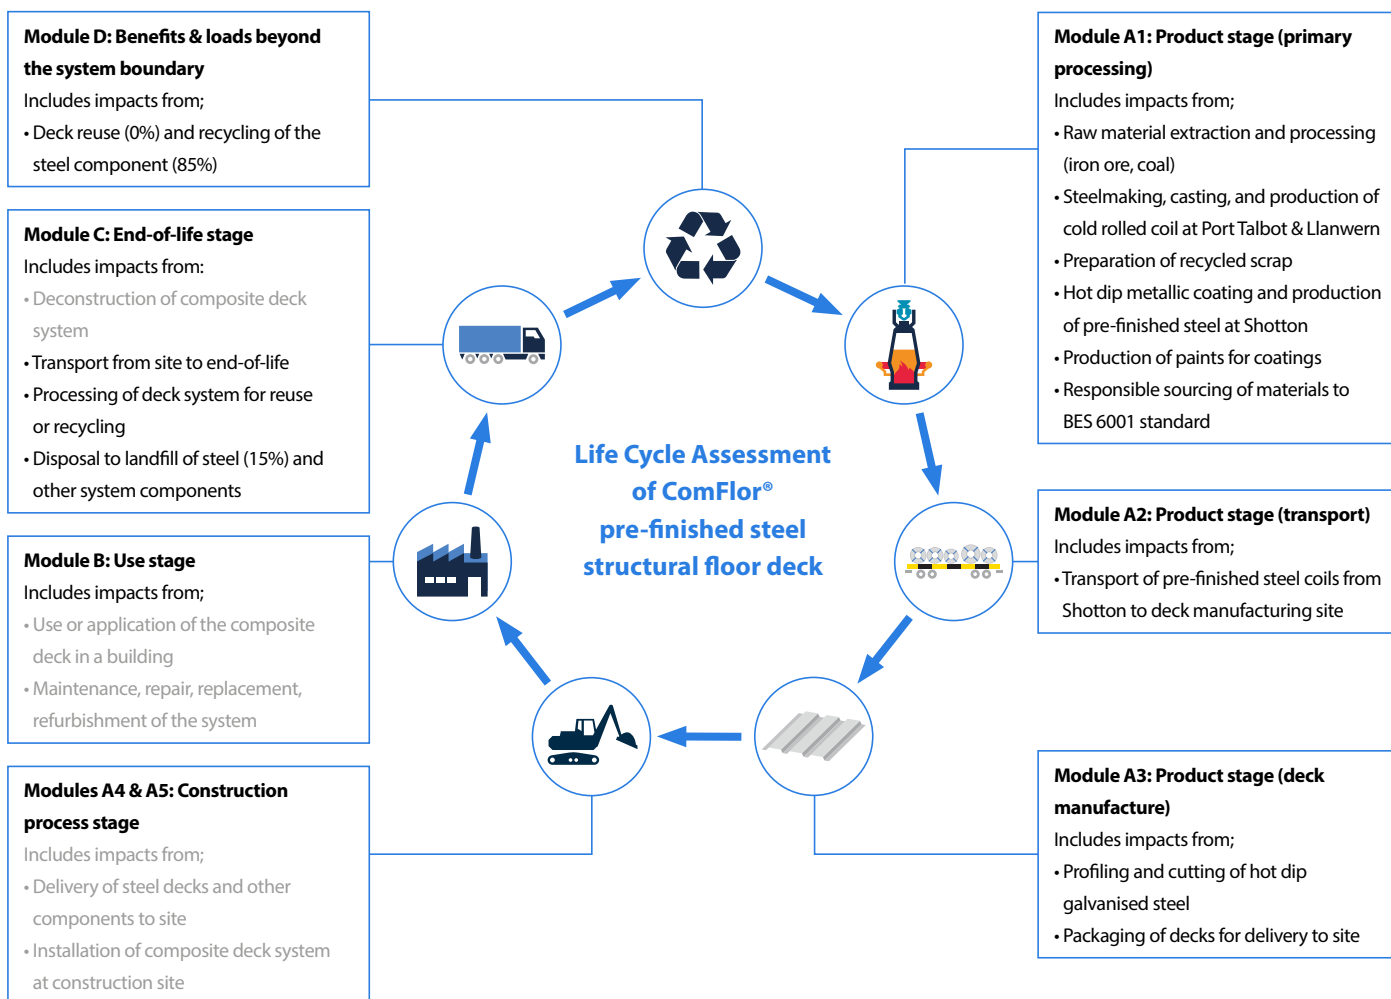 Module D: Benefits & loads beyond
the system boundary
Includes impacts from;
• Deck reuse (0%) and recycling of the
steel component (85%)
Module C: End-of-life stage
Includes impacts from:
• Deconstruction of composite deck
system
• Transport from site to end-of-life
• Processing of deck system for reuse
or recycling
• Disposal to landfill of steel (15%) and
other system components
Module B: Use stage
Includes impacts from;
• Use or application of the composite
deck in a building
• Maintenance, repair, replacement,
refurbishment of the system
Modules A4 & A5: Construction
process stage
Includes impacts from;
• Delivery of steel decks and other
components to site
• Installation of composite deck system
at construction site
Life Cycle Assessment
of ComFlor®
pre-finished steel
structural floor deck
Module A1: Product stage (primary
processing)
Includes impacts from;
• Raw material extraction and processing
(iron ore, coal)
• Steelmaking, casting, and production of
cold rolled coil at Port Talbot & Llanwern
• Preparation of recycled scrap
• Hot dip metallic coating and production
of pre-finished steel at Shotton
• Production of paints for coatings
• Responsible sourcing of materials to
BES 6001 standard
Module A2: Product stage (transport)
Includes impacts from;
• Transport of pre-finished steel coils from
Shotton to deck manufacturing site
Module A3: Product stage (deck
manufacture)
Includes impacts from;
• Profiling and cutting of hot dip
galvanised steel
• Packaging of decks for delivery to site